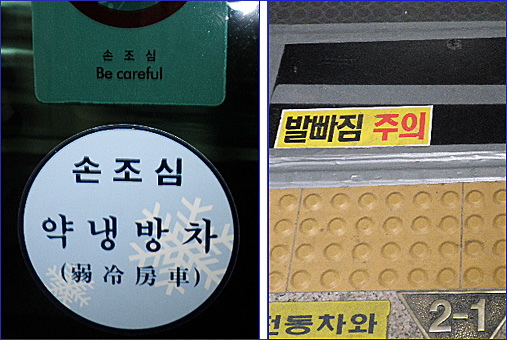 손조심
Be careful
손조심
약냉방차
(弱冷房車)
발빠짐 주의
전동차와
2-1